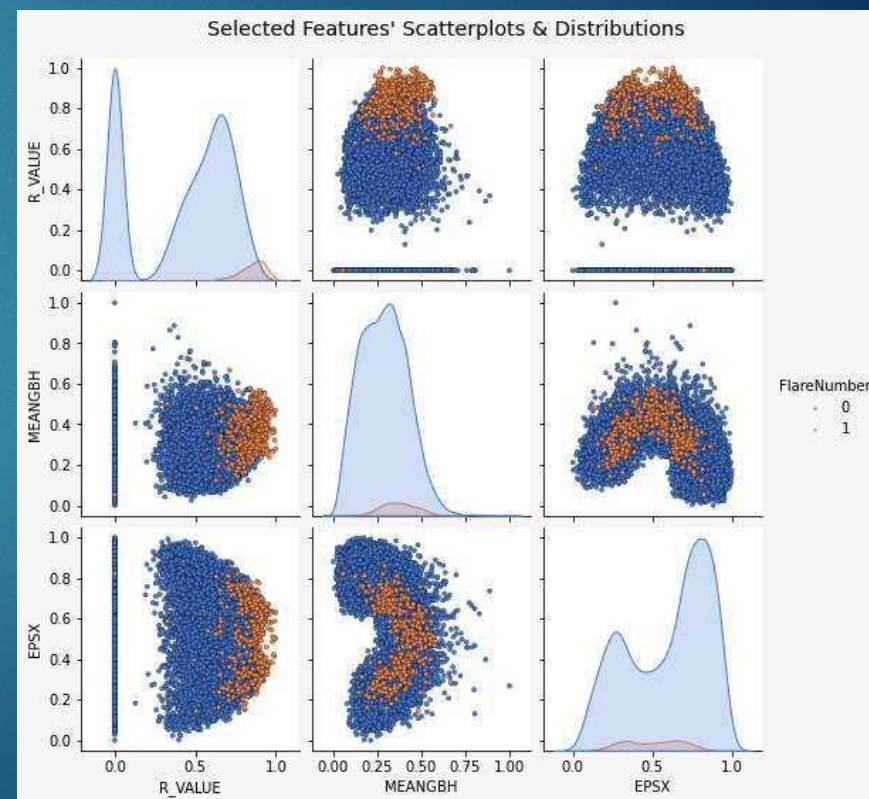 Selected Features' Scatterplots & Distributions
1.0
0.8
0.6
0.4
0.2
0.0
R_VALUE
1.0
0.8
0.6
0.4
0.2
0.0
MEANGBH
FlareNumber
0
1
1.0
0.8
0.6
0.4
0.2
0.0
EPSX
0.0 0.5 1.0
0.00 0.25 0.50 0.75 1.00
0.0 0.5 1.0
R_VALUE
MEANGBH
EPSX